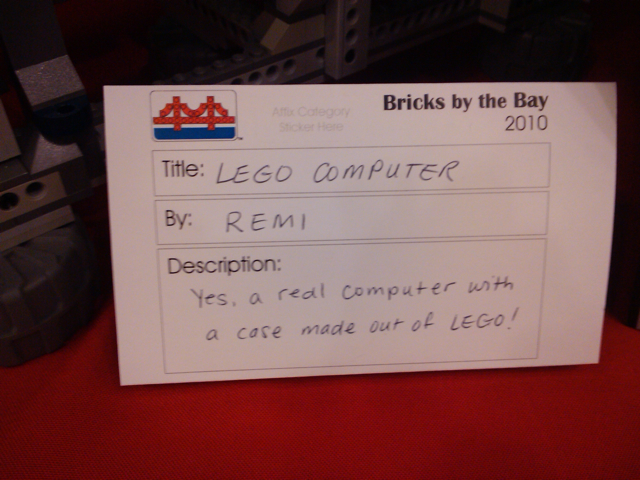 Affix Category
Sticker Here
Bricks by the Bay
2010
Title: LEGO COMPUTER
By: REMI
Description:
Yes, a real computer with
a case made out of LEGO!